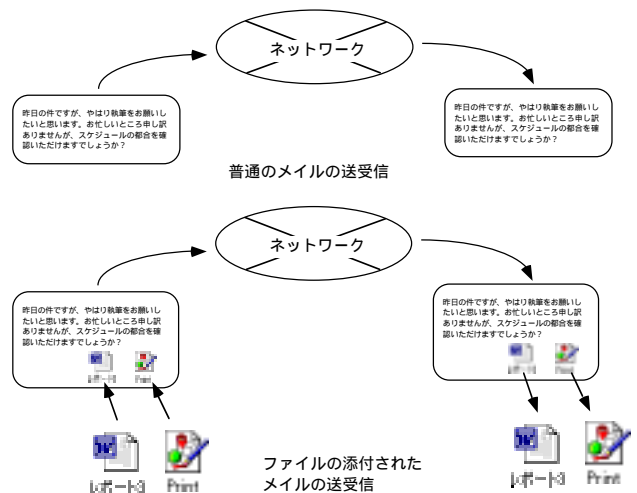 ネットワーク
昨日の件ですが、やはり執筆をお願いし
たいと思います。お忙しいところ申し訳
ありませんが、スケジュールの都合を確
認いただけますでしょうか？
昨日の件ですが、やはり執筆をお願いし
たいと思います。お忙しいところ申し訳
ありませんが、スケジュールの都合を確
認いただけますでしょうか？
普通のメイルの送受信
ネットワーク
昨日の件ですが、やはり執筆をお願いし
たいと思います。お忙しいところ申し訳
ありませんが、スケジュールの都合を確
認いただけますでしょうか？
レポート3
Print
昨日の件ですが、やはり執筆をお願いし
たいと思います。お忙しいところ申し訳
ありませんが、スケジュールの都合を確
認いただけますでしょうか？
レポート3
Print
レポート3
Print
ファイルの添付された
メイルの送受信
レポート3
Print